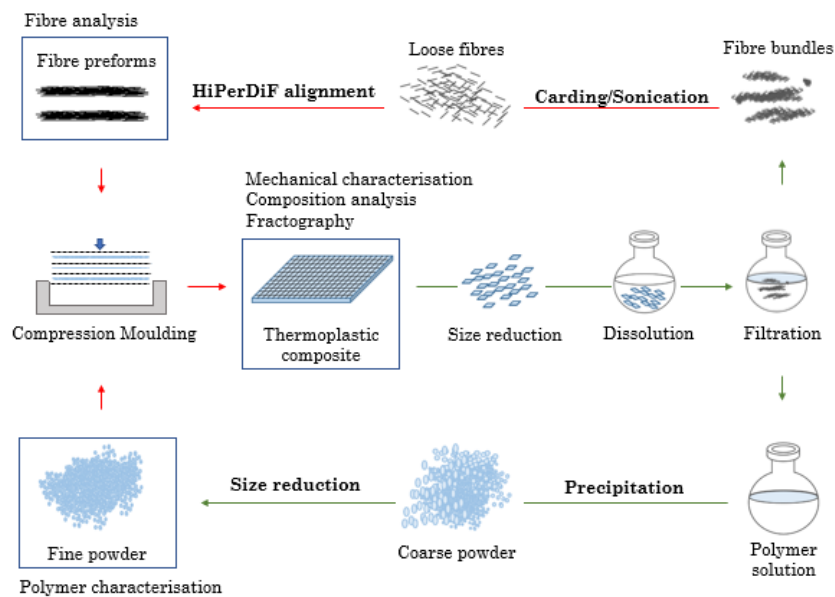 Fibre analysis
Fibre preforms
HiPerDiF alignment
Loose fibres
Carding/Sonication
Fibre bundles
Mechanical characterisation
Composition analysis
Fractography
Compression Moulding
Thermoplastic
composite
Size reduction
Dissolution
Filtration
Fine powder
Polymer characterisation
Size reduction
Coarse powder
Precipitation
Polymer
solution